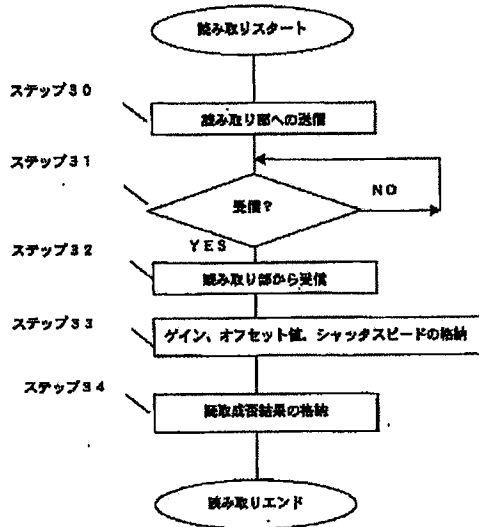 読み取りスタート
ステップ30
読み取り部への送信
ステップ31
受信?
NO
YES
ステップ32
読み取り部から受信
ステップ33
ゲイン、オフセット値、シャッタスピードの格納
ステップ34
読取成否結果の格納
読み取りエンド